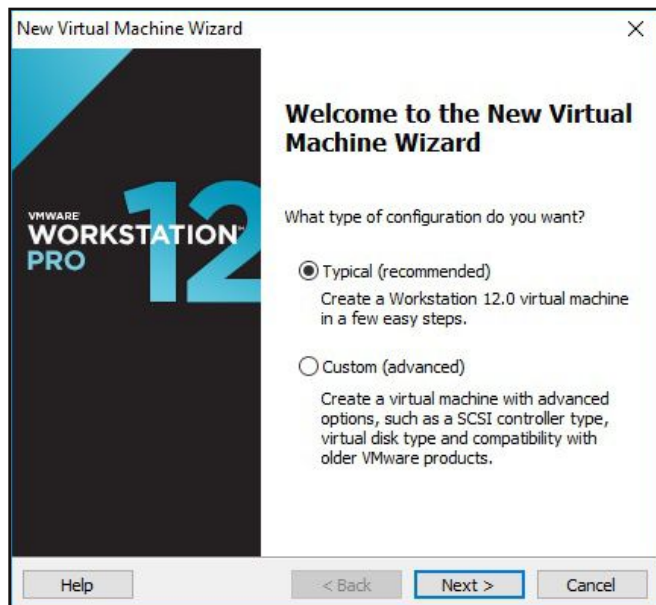 New Virtual Machine Wizard
VMWARE
WORKSTATION™
PRO
12
Welcome to the New Virtual
Machine Wizard
What type of configuration do you want?
Typical (recommended)
Create a Workstation 12.0 virtual machine
in a few easy steps.
Custom (advanced)
Create a virtual machine with advanced
options, such as a SCSI controller type,
virtual disk type and compatibility with
older VMware products.
Help
< Back
Next >
Cancel